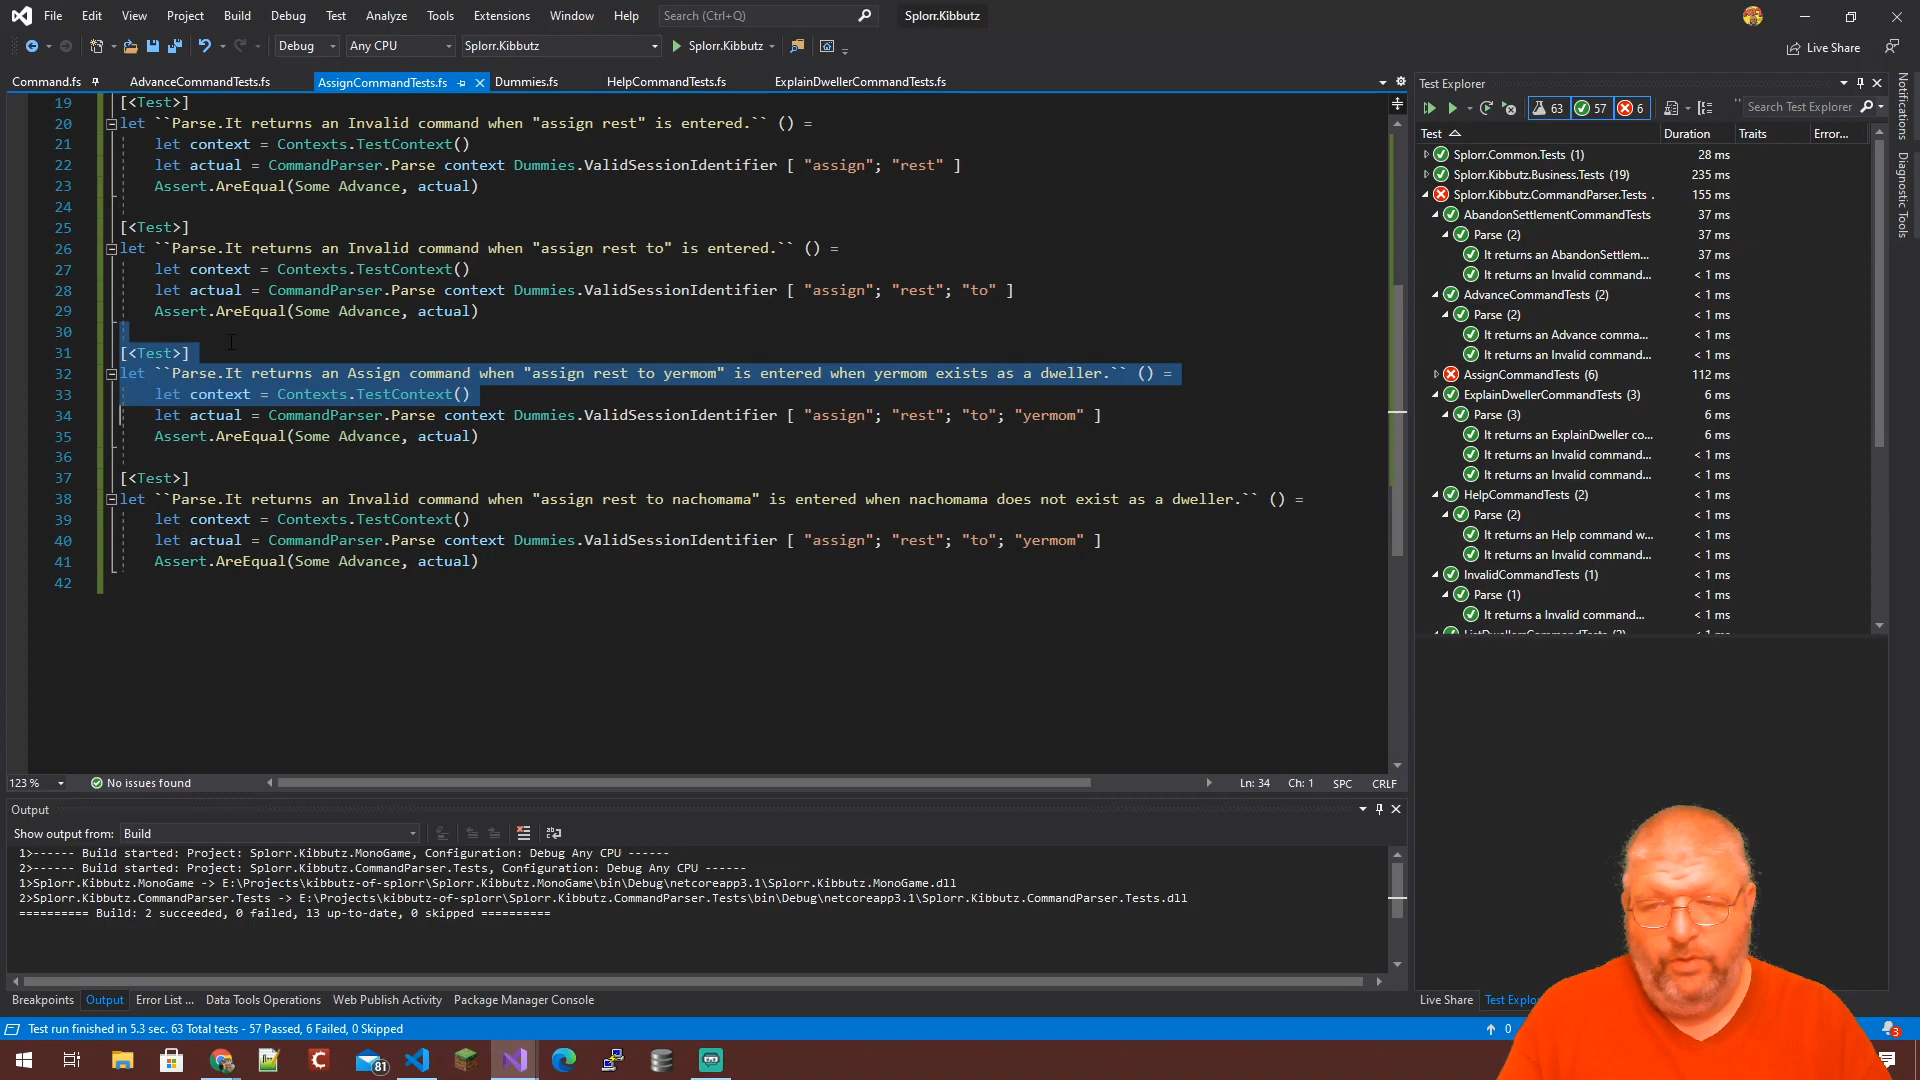 File Edit View Project Build Debug Test Analyze Tools Extensions Window Help Search (Ctrl+Q) Splorr.Kibbutz
Debug Any CPU Splorr.Kibbutz Splorr.Kibbutz Live Share
Command.fs AdvanceCommandTests.fs AssignCommandTests.fs Dummies.fs HelpCommandTests.fs ExplainDwellerCommandTests.fs
19 [<Test>]
20 let ``Parse.It returns an Invalid command when "assign rest" is entered.`` () =
21 let context = Contexts.TestContext()
22 let actual = CommandParser.Parse context Dummies.ValidSessionIdentifier [ "assign"; "rest" ]
23 Assert.AreEqual(Some Advance, actual)
24
25 [<Test>]
26 let ``Parse.It returns an Invalid command when "assign rest to" is entered.`` () =
27 let context = Contexts.TestContext()
28 let actual = CommandParser.Parse context Dummies.ValidSessionIdentifier [ "assign"; "rest"; "to" ]
29 Assert.AreEqual(Some Advance, actual)
30
31 [<Test>]
32 let ``Parse.It returns an Assign command when "assign rest to yermom" is entered when yermom exists as a dweller.`` () =
33 let context = Contexts.TestContext()
34 let actual = CommandParser.Parse context Dummies.ValidSessionIdentifier [ "assign"; "rest"; "to"; "yermom" ]
35 Assert.AreEqual(Some Advance, actual)
36
37 [<Test>]
38 let ``Parse.It returns an Invalid command when "assign rest to nachomama" is entered when nachomama does not exist as a dweller.`` () =
39 let context = Contexts.TestContext()
40 let actual = CommandParser.Parse context Dummies.ValidSessionIdentifier [ "assign"; "rest"; "to"; "yermom" ]
41 Assert.AreEqual(Some Advance, actual)
42
123 % No issues found Ln: 34 Ch: 1 SPC CRLF
Output
Show output from: Build
1>------ Build started: Project: Splorr.Kibbutz.MonoGame, Configuration: Debug Any CPU ------
2>------ Build started: Project: Splorr.Kibbutz.CommandParser.Tests, Configuration: Debug Any CPU ------
1>Splorr.Kibbutz.MonoGame -> E:\Projects\kibbutz-of-splorr\Splorr.Kibbutz.MonoGame\bin\Debug\netcoreapp3.1\Splorr.Kibbutz.MonoGame.dll
2>Splorr.Kibbutz.CommandParser.Tests -> E:\Projects\kibbutz-of-splorr\Splorr.Kibbutz.CommandParser.Tests\bin\Debug\netcoreapp3.1\Splorr.Kibbutz.CommandParser.Tests.dll
========== Build: 2 succeeded, 0 failed, 13 up-to-date, 0 skipped ==========
Breakpoints Output Error List ... Data Tools Operations Web Publish Activity Package Manager Console
Test Explorer
63 57 6 Search Test Explorer
Test Duration Traits Error...
Splorr.Common.Tests (1) 28 ms
Splorr.Kibbutz.Business.Tests (19) 235 ms
Splorr.Kibbutz.CommandParser.Tests . 155 ms
AbandonSettlementCommandTests 37 ms
Parse (2) 37 ms
It returns an AbandonSettlem... 37 ms
It returns an Invalid command... < 1 ms
AdvanceCommandTests (2) < 1 ms
Parse (2) < 1 ms
It returns an Advance comma... < 1 ms
It returns an Invalid command... < 1 ms
AssignCommandTests (6) 112 ms
ExplainDwellerCommandTests (3) 6 ms
Parse (3) 6 ms
It returns an ExplainDweller co... 6 ms
It returns an Invalid command... < 1 ms
It returns an Invalid command... < 1 ms
HelpCommandTests (2) < 1 ms
Parse (2) < 1 ms
It returns an Help command w... < 1 ms
It returns an Invalid command... < 1 ms
InvalidCommandTests (1) < 1 ms
Parse (1) < 1 ms
It returns a Invalid command... < 1 ms
Live Share Test Explo
Notifications
Diagnostic Tools
Test run finished in 5.3 sec. 63 Total tests - 57 Passed, 6 Failed, 0 Skipped 0 3
81